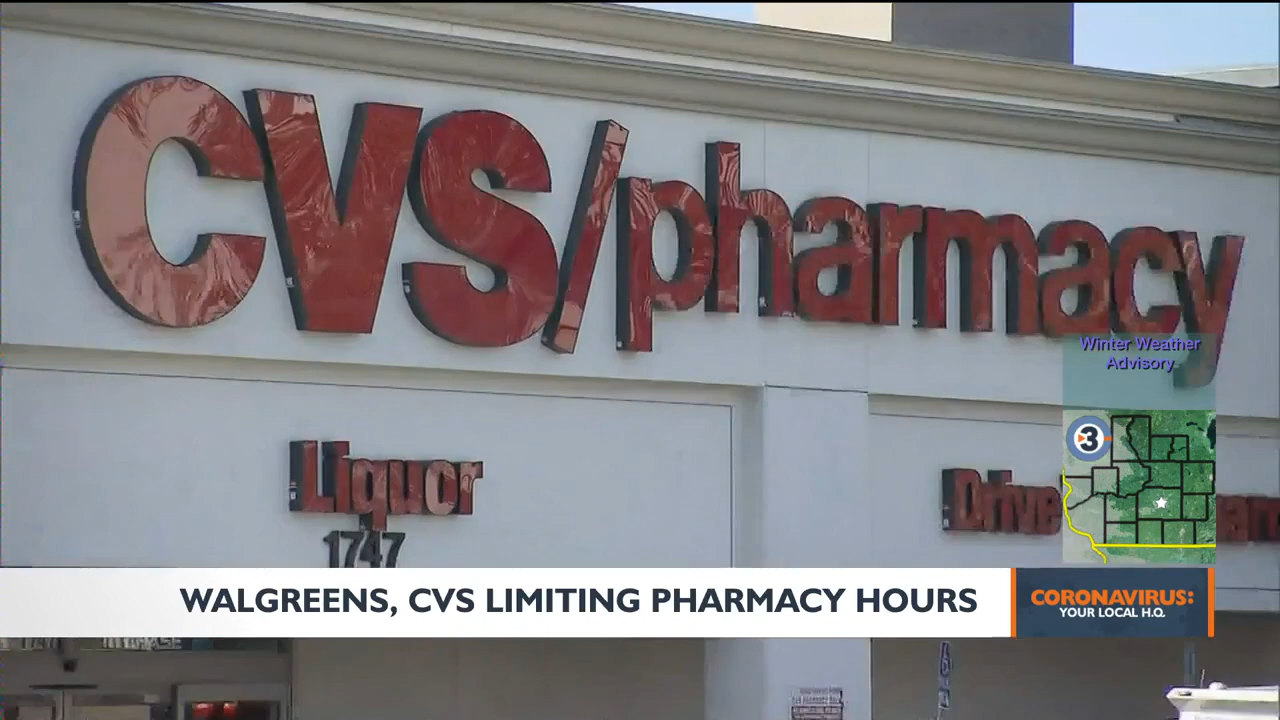 CVS/pharmacy
Winter Weather
Advisory
3
Liquor
Drive
1747
WALGREENS, CVS LIMITING PHARMACY HOURS
CORONAVIRUS:
YOUR LOCAL H.Q.